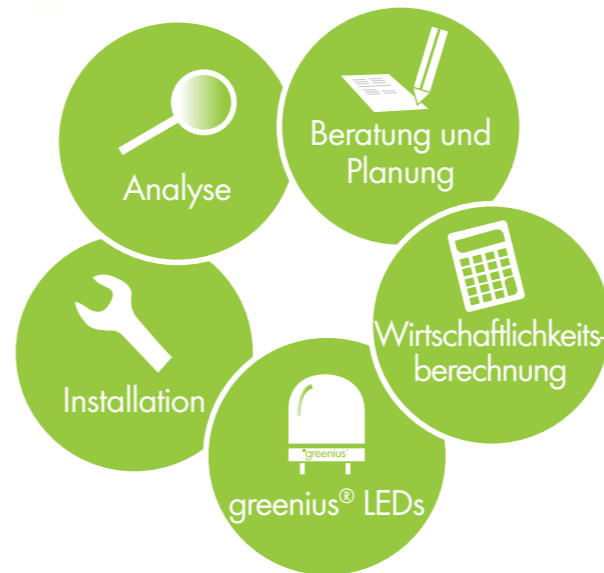 Analyse
Beratung und
Planung
Wirtschaftlichkeits-
berechnung
"greenius"
greenius® LEDs
Installation